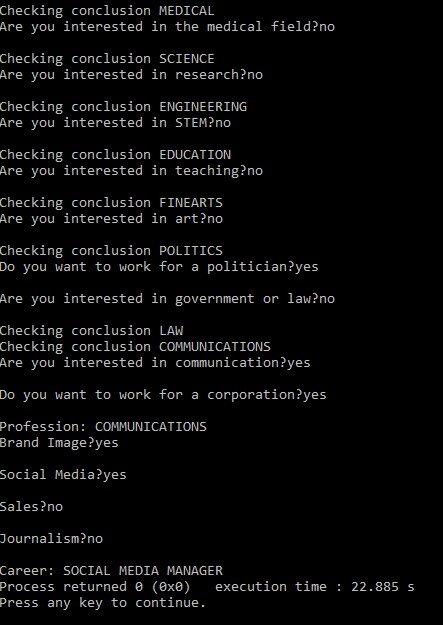 Checking conclusion MEDICAL
Are you interested in the medical field?no
Checking conclusion SCIENCE
Are you interested in research?no
Checking conclusion ENGINEERING
Are you interested in STEM?no
Checking conclusion EDUCATION
Are you interested in teaching?no
Checking conclusion FINEARTS
Are you interested in art?no
Checking conclusion POLITICS
Do you want to work for a politician?yes
Are you interested in government or law?no
Checking conclusion LAW
Checking conclusion COMMUNICATIONS
Are you interested in communication?yes
Do you want to work for a corporation?yes
Profession: COMMUNICATIONS
Brand Image?yes
Social Media?yes
Sales?no
Journalism?no
Career: SOCIAL MEDIA MANAGER
Process returned 0 (0x0)   execution time : 22.885 s
Press any key to continue.